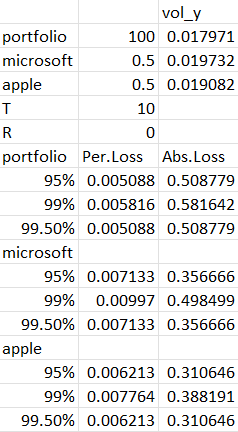 vol_y
portfolio 100 0.017971
microsoft 0.5 0.019732
apple 0.5 0.019082
T 10
R 0
portfolio Per.Loss Abs.Loss
95% 0.005088 0.508779
99% 0.005816 0.581642
99.50% 0.005088 0.508779
microsoft
95% 0.007133 0.356666
99% 0.00997 0.498499
99.50% 0.007133 0.356666
apple
95% 0.006213 0.310646
99% 0.007764 0.388191
99.50% 0.006213 0.310646